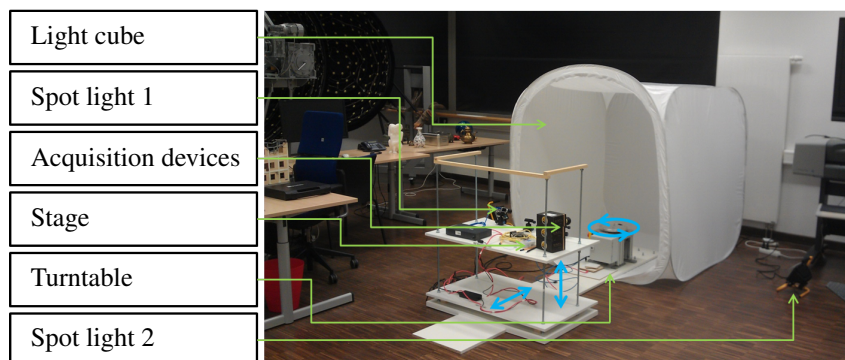 Light cube
Spot light 1
Acquisition devices
Stage
Turntable
Spot light 2